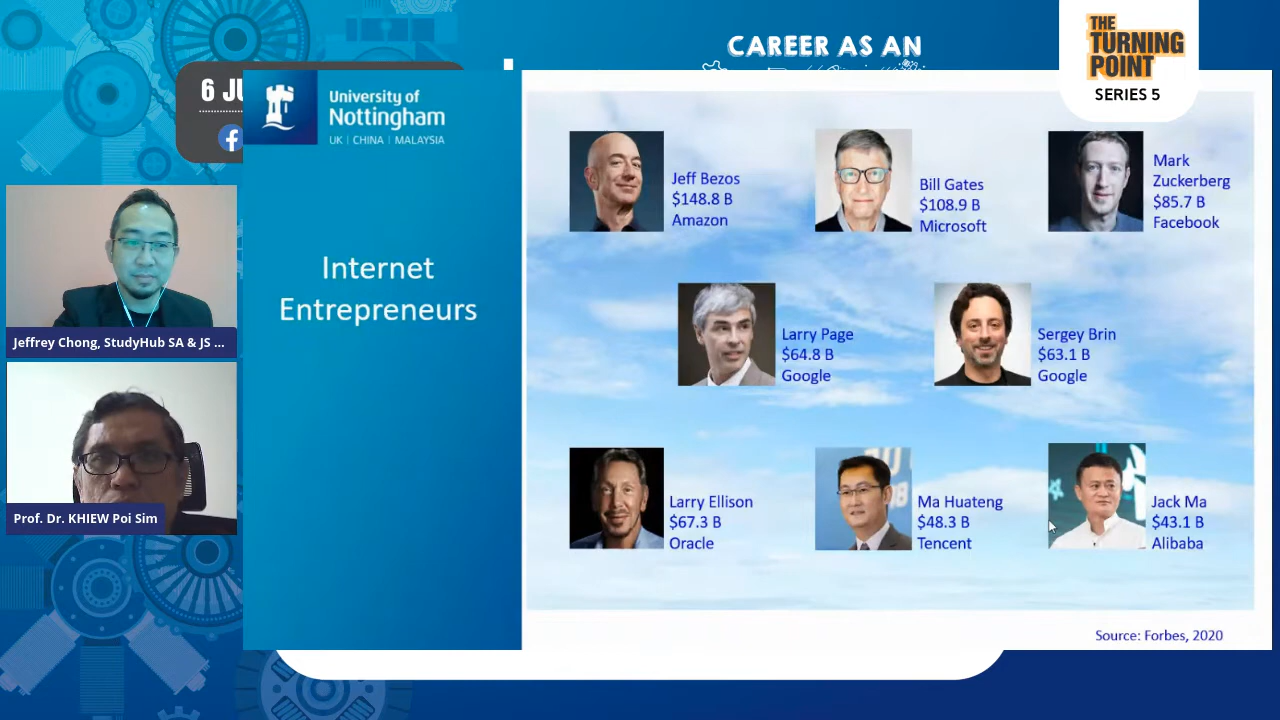 CAREER AS AN
THE
TURNING
POINT
SERIES 5
6 JU
University of
Nottingham
UK | CHINA | MALAYSIA
Internet
Entrepreneurs
Jeff Bezos
$148.8 B
Amazon
Bill Gates
$108.9 B
Microsoft
Mark
Zuckerberg
$85.7 B
Facebook
Larry Page
$64.8 B
Google
Sergey Brin
$63.1 B
Google
Larry Ellison
$67.3 B
Oracle
Ma Huateng
$48.3 B
Tencent
Jack Ma
$43.1 B
Alibaba
Source: Forbes, 2020
Jeffrey Chong, StudyHub SA & JS ...
Prof. Dr. KHIEW Poi Sim